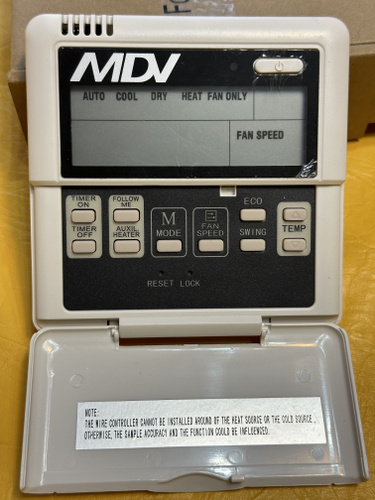 MDV
AUTO COOL DRY HEAT FAN ONLY
FAN SPEED
TIMER ON
FOLLOW ME
M
MODE
FAN SPEED
ECO
TEMP
TIMER OFF
AUXIL HEATER
SWING
RESET LOCK
NOTE:
THE WIRE CONTROLLER CANNOT BE INSTALLED AROUND OF THE HEAT SOURCE OR THE COLD SOURCE,
OTHERWISE, THE SAMPLE ACCURACY AND THE FUNCTION COULD BE INFLUENCED.